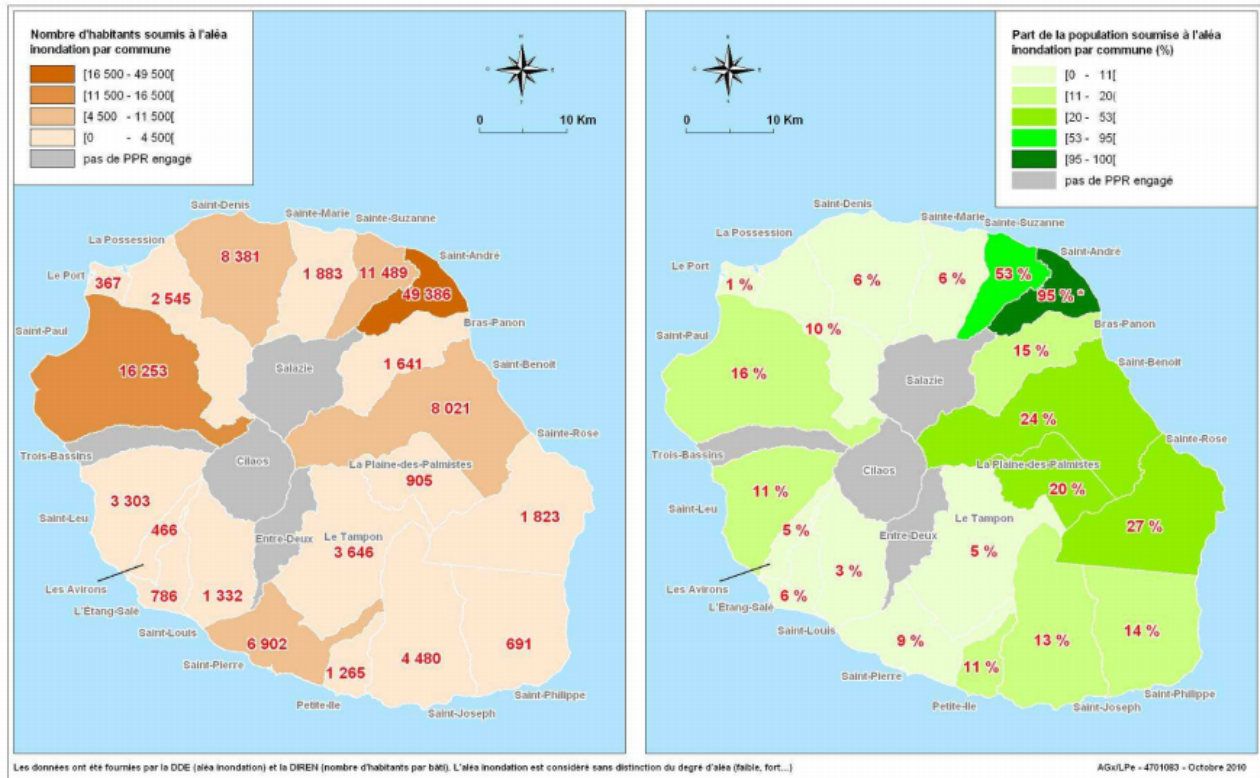 Nombre d'habitants soumis à l'aléa
inondation par commune
[16 500 - 49 500[
[11 500 - 16 500[
[4 500 - 11 500[
[0 - 4 500[
pas de PPR engagé
0 10 Km
Saint-Denis
Sainte-Marie
Sainte-Suzanne
La Possession
Saint-André
8 381
Le Port
1 883
11 489
367
2 545
49 386
Saint-Paul
Bras-Panon
16 253
Salazie
1 641
Saint-Benoit
8 021
Sainte-Rose
Trois-Bassins
Cilaos
La Plaine-des-Palmistes
905
3 303
1 823
Saint-Leu
466
Entre-Deux
Le Tampon
3 646
Les Avirons
786
1 332
L'Étang-Salé
Saint-Louis
6 902
691
Saint-Pierre
4 480
1 265
Petite-Ile
Saint-Philippe
Saint-Joseph
Part de la population soumise à l'aléa
inondation par commune (%)
[0 - 11[
[11 - 20(
[20 - 53[
[53 - 95[
[95 - 100[
pas de PPR engagé
0 10 Km
Saint-Denis
Sainte-Marie
Sainte-Suzanne
La Possession
Saint-André
Le Port
6 %
6 %
53 %
1 %
95 % *
Saint-Paul
10 %
Bras-Panon
15 %
Saint-Benoit
16 %
Salazie
24 %
Sainte-Rose
Trois-Bassins
Cilaos
La Plaine-des-Palmistes
11 %
20 %
Saint-Leu
Le Tampon
27 %
5 %
Entre-Deux
5 %
3 %
Les Avirons
6 %
L'Étang-Salé
Saint-Louis
9 %
13 %
14 %
Saint-Pierre
11 %
Saint-Philippe
Petite-Ile
Saint-Joseph
Les données ont été fournies par la DDE (aléa inondation) et la DIREN (nombre d'habitants par bâti). L'aléa inondation est considéré sans distinction du degré d'aléa (faible, fort...)
AGx/LPe - 4701083 - Octobre 2010